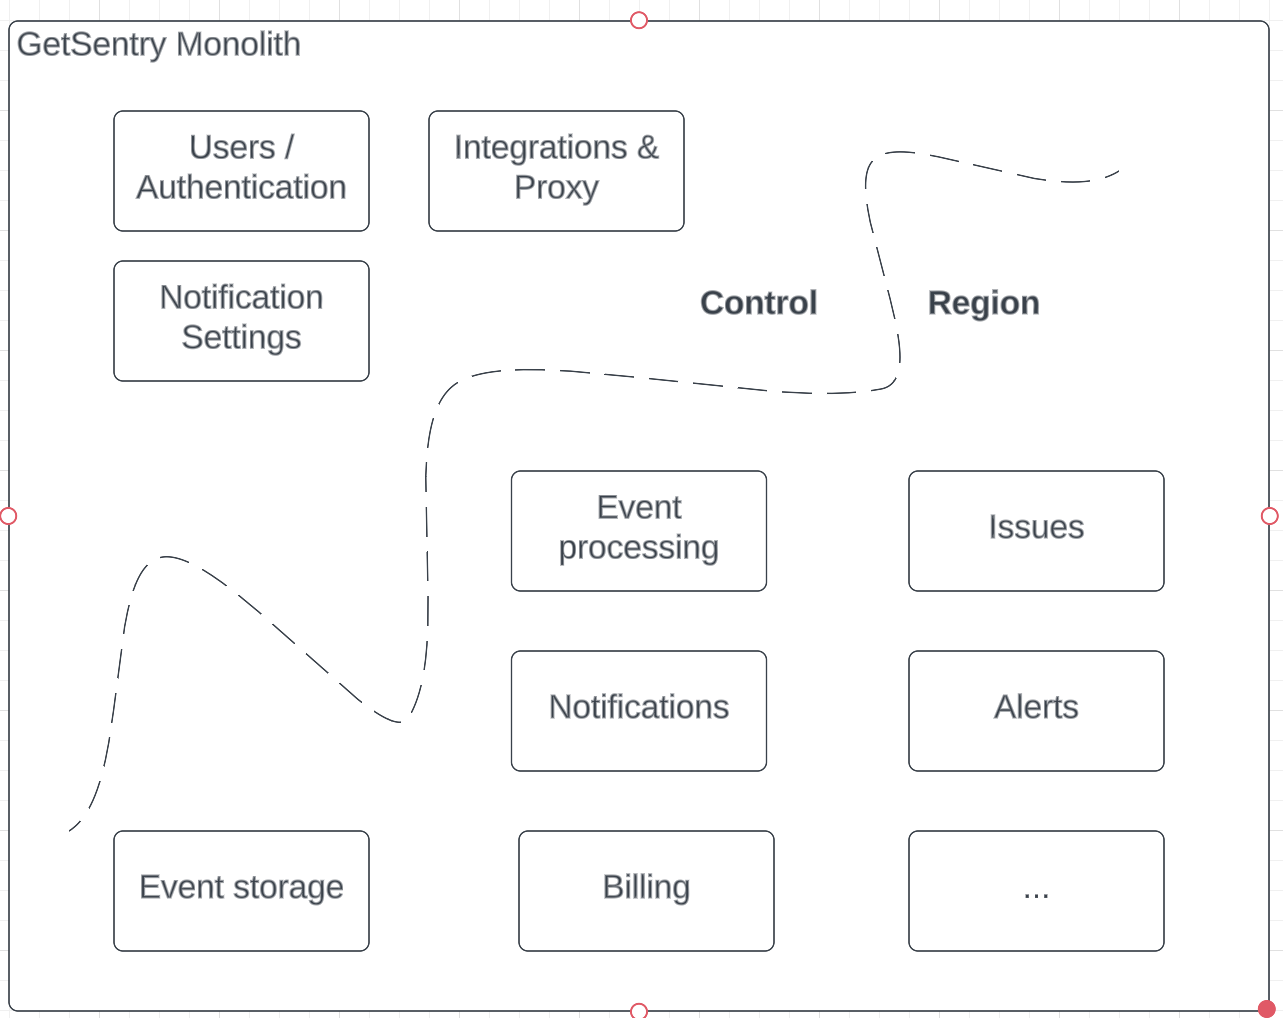 GetSentry Monolith
Users /
Authentication
Integrations &
Proxy
Notification
Settings
Control
Region
Event
processing
Issues
Notifications
Alerts
Event storage
Billing
...